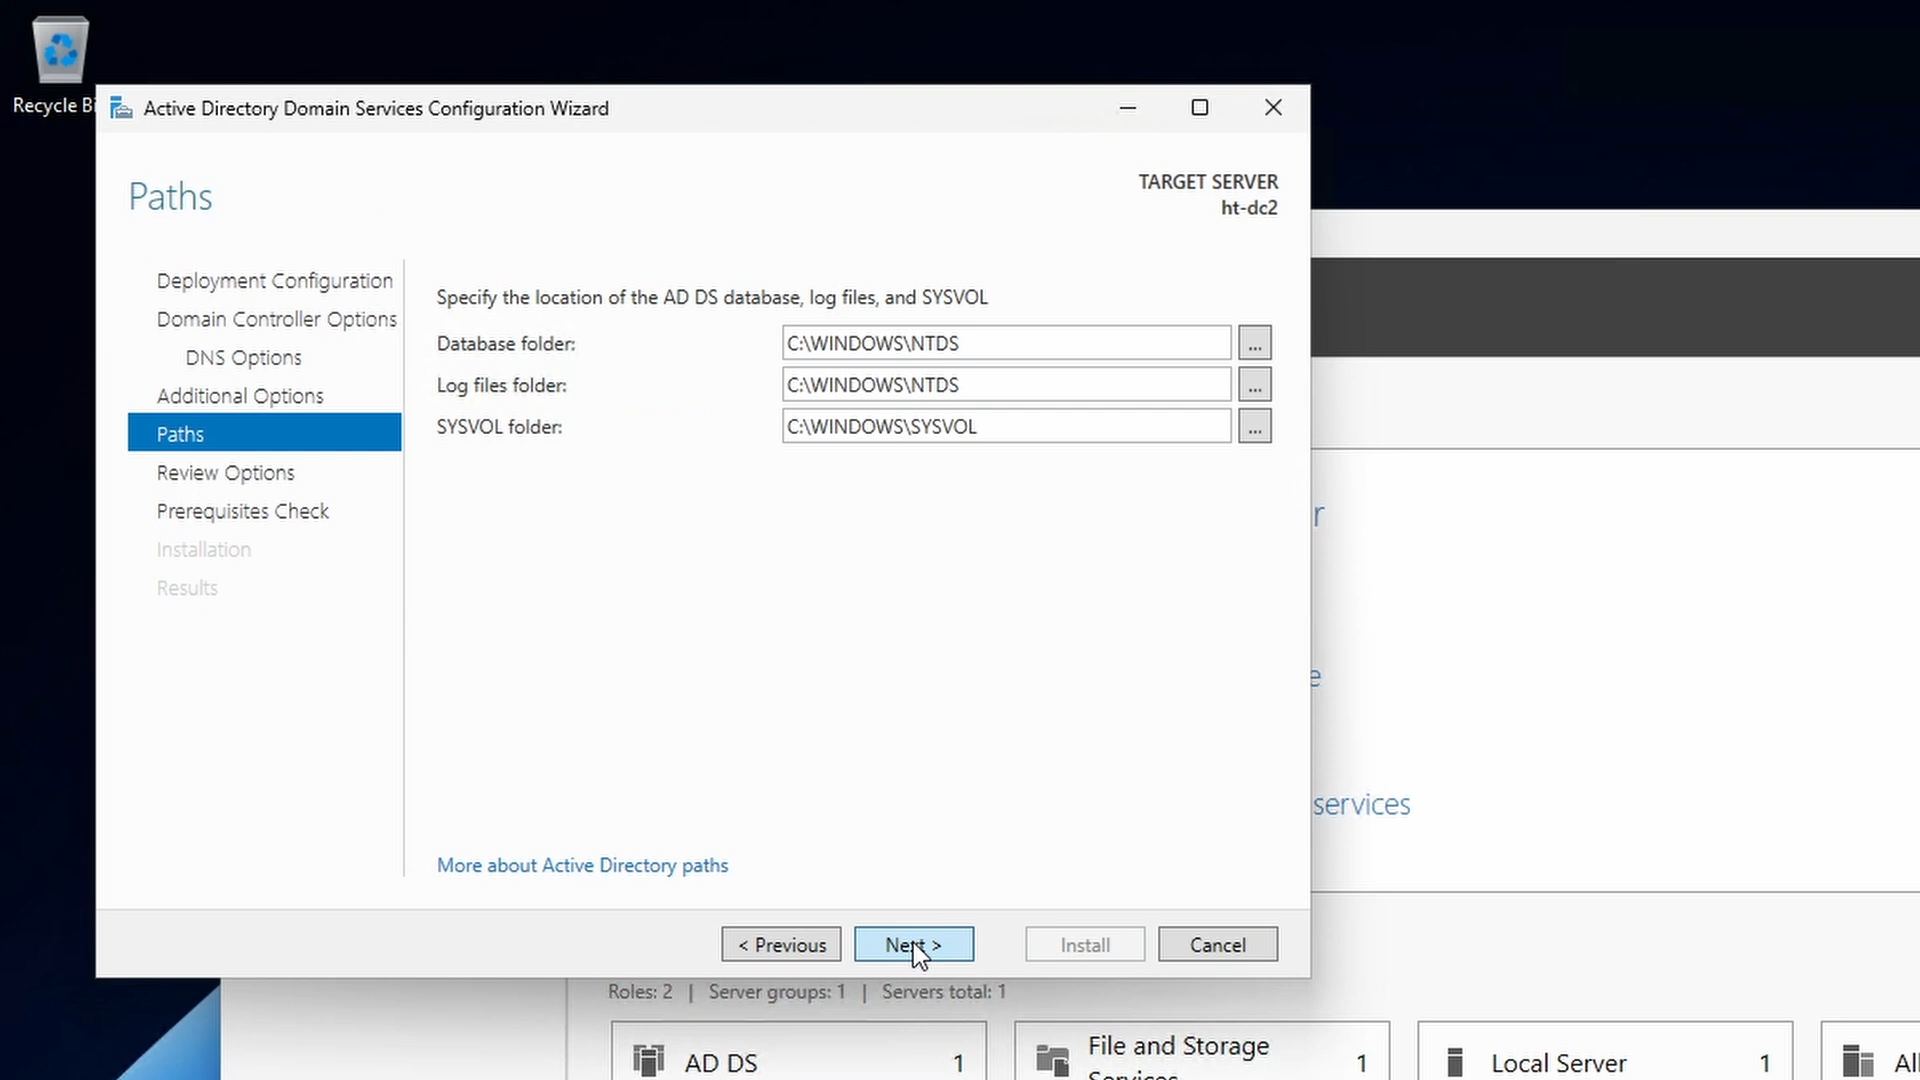 Recycle Bi
Active Directory Domain Services Configuration Wizard
Paths
TARGET SERVER
ht-dc2
Deployment Configuration
Domain Controller Options
DNS Options
Additional Options
Paths
Review Options
Prerequisites Check
Installation
Results
Specify the location of the AD DS database, log files, and SYSVOL
Database folder:
C:\WINDOWS\NTDS
...
Log files folder:
C:\WINDOWS\NTDS
...
SYSVOL folder:
C:\WINDOWS\SYSVOL
...
More about Active Directory paths
< Previous
Next >
Install
Cancel
r
e
services
Roles: 2 | Server groups: 1 | Servers total: 1
AD DS 1
File and Storage
Services
1
Local Server 1
All